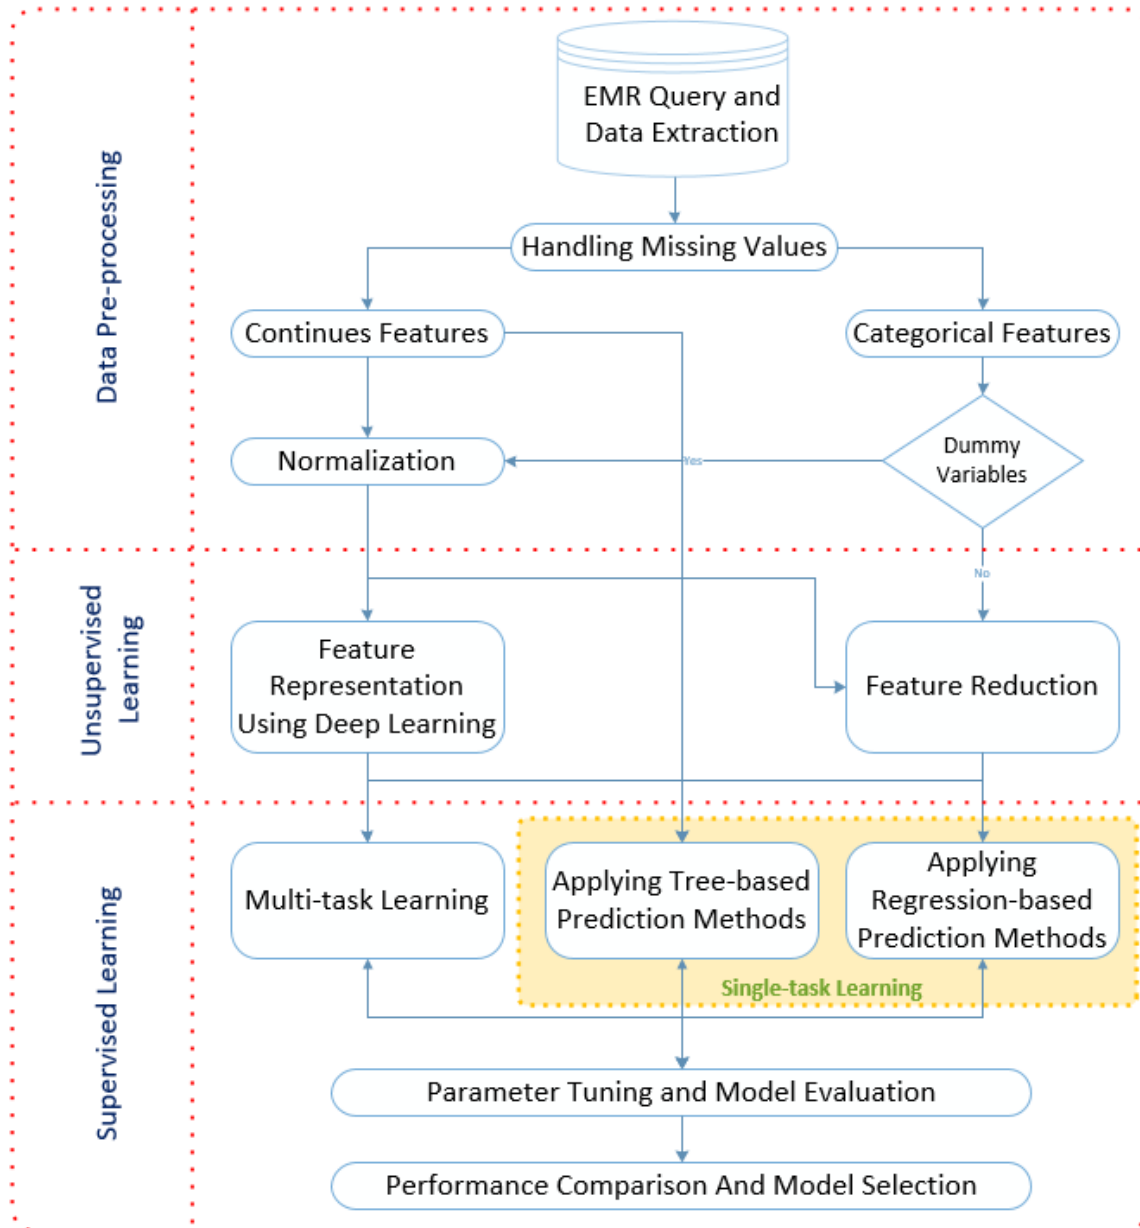 EMR Query and
Data Extraction
Handling Missing Values
Continues Features
Categorical Features
Data Pre-processing
Normalization
Yes
Dummy
Variables
No
Unsupervised
Learning
Feature
Representation
Using Deep Learning
Feature Reduction
Supervised Learning
Multi-task Learning
Applying Tree-based
Prediction Methods
Applying
Regression-based
Prediction Methods
Single-task Learning
Parameter Tuning and Model Evaluation
Performance Comparison And Model Selection